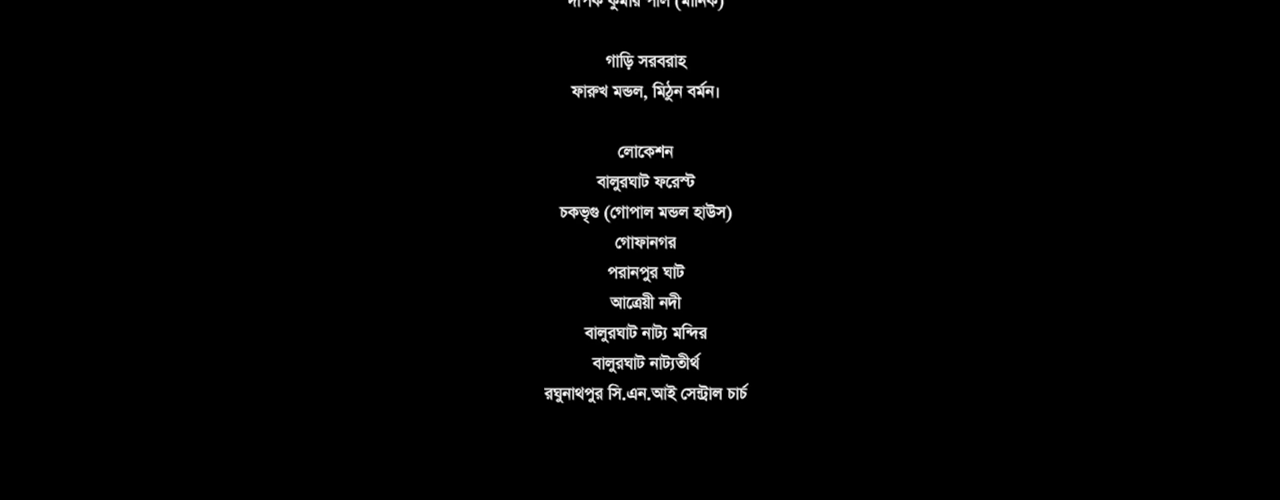 দীপক কুমার পাল (মানিক)
গাড়ি সরবরাহ
ফারুখ মন্ডল, মিঠুন বর্মন।
লোকেশন
বালুরঘাট ফরেস্ট
চকভৃগু (গোপাল মন্ডল হাউস)
গোফানগর
পরানপুর ঘাট
আত্রেয়ী নদী
বালুরঘাট নাট্য মন্দির
বালুরঘাট নাট্যতীর্থ
রঘুনাথপুর সি.এন.আই সেন্ট্রাল চার্চ